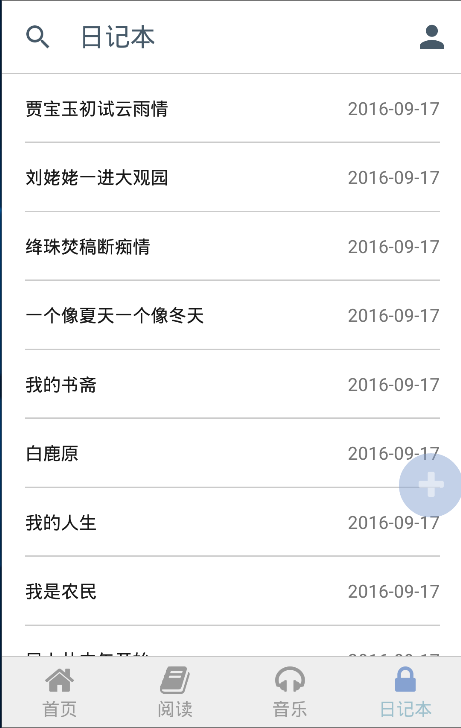 日记本
贾宝玉初试云雨情 2016-09-17
刘姥姥一进大观园 2016-09-17
绛珠焚稿断痴情 2016-09-17
一个像夏天一个像冬天 2016-09-17
我的书斋 2016-09-17
白鹿原 2016-09-17
我的人生 2016-09-17
我是农民 2016-09-17
首页 阅读 音乐 日记本